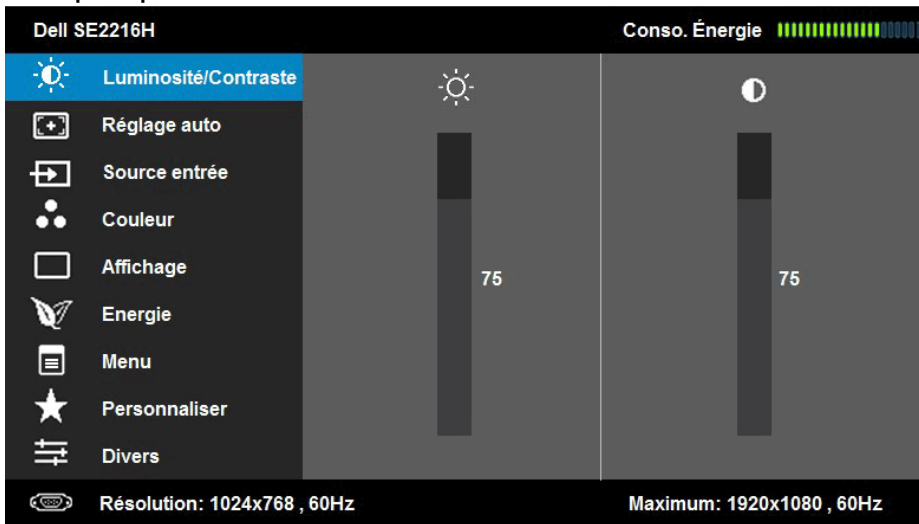 Dell SE2216H
Conso. Énergie
Luminosité/Contraste
Réglage auto
Source entrée
Couleur
Affichage
Energie
Menu
Personnaliser
Divers
75
75
Résolution: 1024x768 , 60Hz
Maximum: 1920x1080 , 60Hz